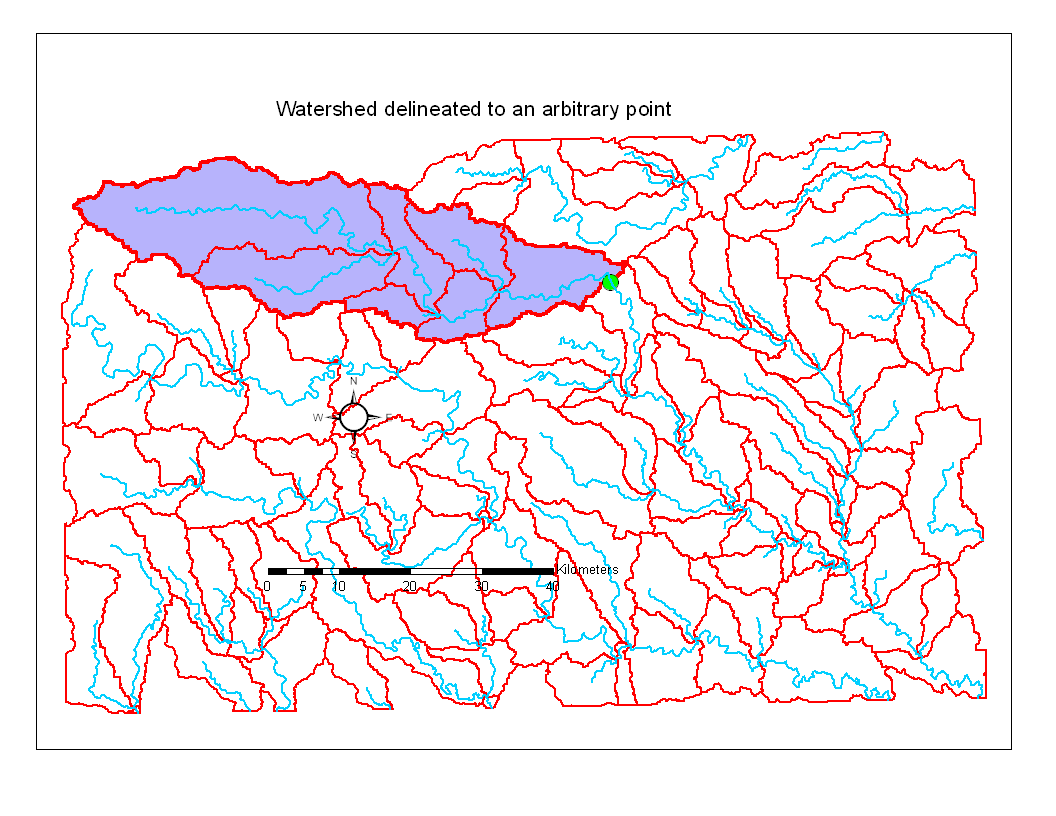 Watershed delineated to an arbitrary point
N
W E
S
Kilometers
0 5 10 20 30 40